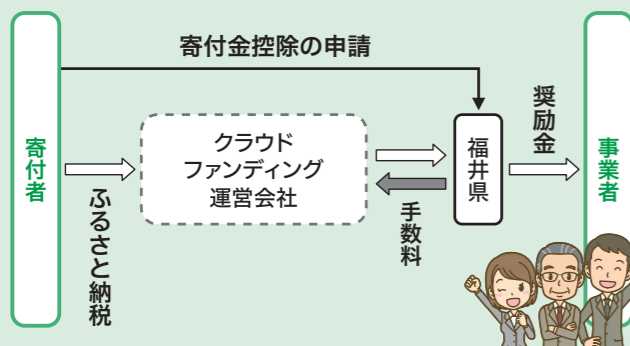 寄付金控除の申請
寄付者
ふるさと納税
クラウド
ファンディング
運営会社
手数料
福井県
奨励金
事業者